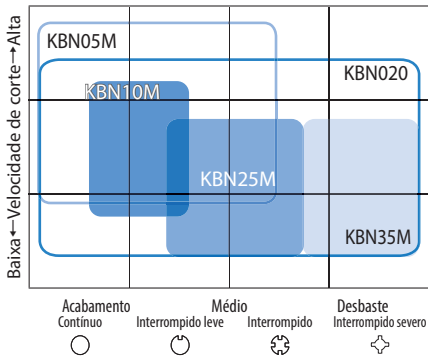 Baixa←Velocidade de corte→Alta
KBN05M
KBN020
KBN10M
KBN25M
KBN35M
Acabamento Médio Desbaste
Contínuo Interrompido leve Interrompido Interrompido severo